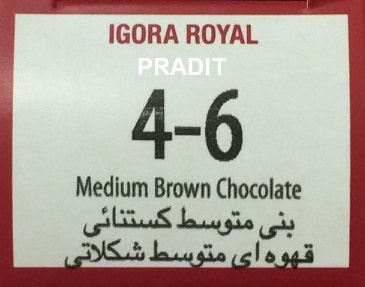 IGORA ROYAL
PRADIT
4-6
Medium Brown Chocolate
بنی متوسط کستنائی
قهوه ای متوسط شکلاتی